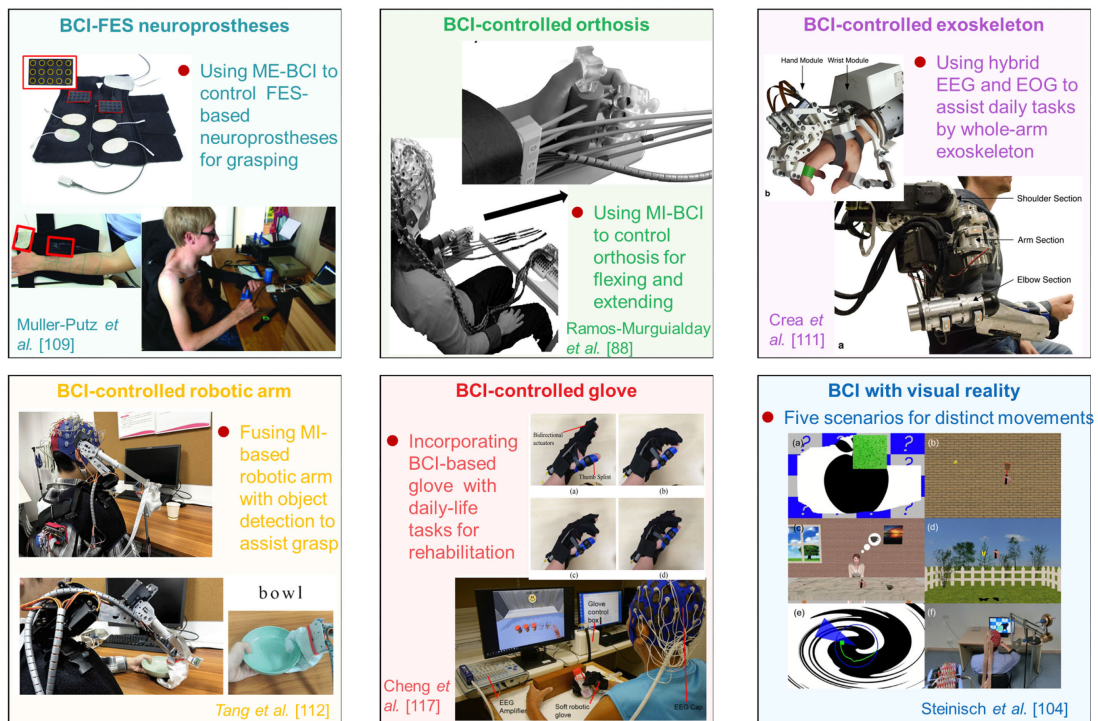 BCI-FES neuroprostheses
Using ME-BCI to
control FES-
based
neuroprostheses
for grasping
Muller-Putz et
al. [109]
BCI-controlled orthosis
Using MI-BCI
to control
orthosis for
flexing and
extending
Ramos-Murguialday
et al. [88]
BCI-controlled exoskeleton
Hand Module
Wrist Module
Using hybrid
EEG and EOG to
assist daily tasks
by whole-arm
exoskeleton
b
Shoulder Section
Arm Section
Elbow Section
Crea et
al. [111]
a
BCI-controlled robotic arm
Fusing MI-
based
robotic arm
with object
detection to
assist grasp
bowl
Tang et al. [112]
BCI-controlled glove
Incorporating
BCI-based
glove with
daily-life
tasks for
rehabilitation
Bidirectional
actuators
Thumb Splint
(a)
(b)
(c)
(d)
Glove
control
box
EEG
Amplifier
Soft robotic
glove
EEG Cap
Cheng et
al. [117]
BCI with visual reality
Five scenarios for distinct movements
(a)
? ? ? ?
(b)
(c)
(d)
(e)
(f)
Steinisch et al. [104]